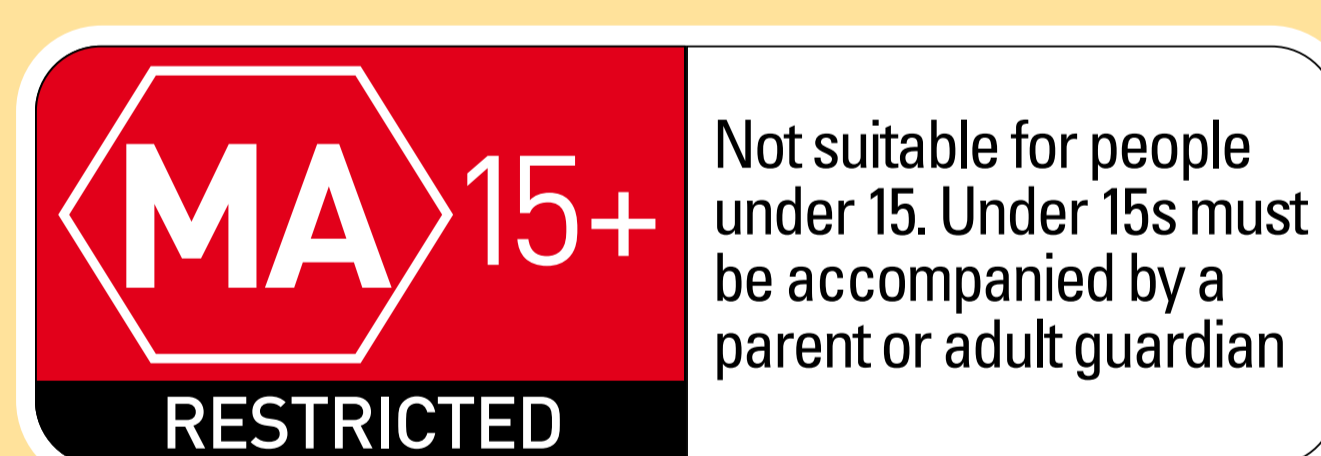 MA 15+
RESTRICTED
Not suitable for people
under 15. Under 15s must
be accompanied by a
parent or adult guardian